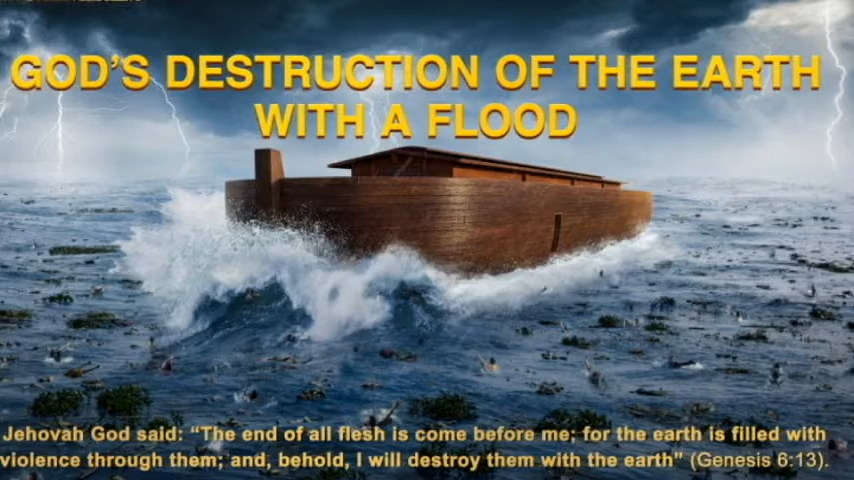 GOD'S DESTRUCTION OF THE EARTH
WITH A FLOOD
Jehovah God said: “The end of all flesh is come before me; for the earth is filled with
violence through them; and, behold, I will destroy them with the earth” (Genesis 6:13).